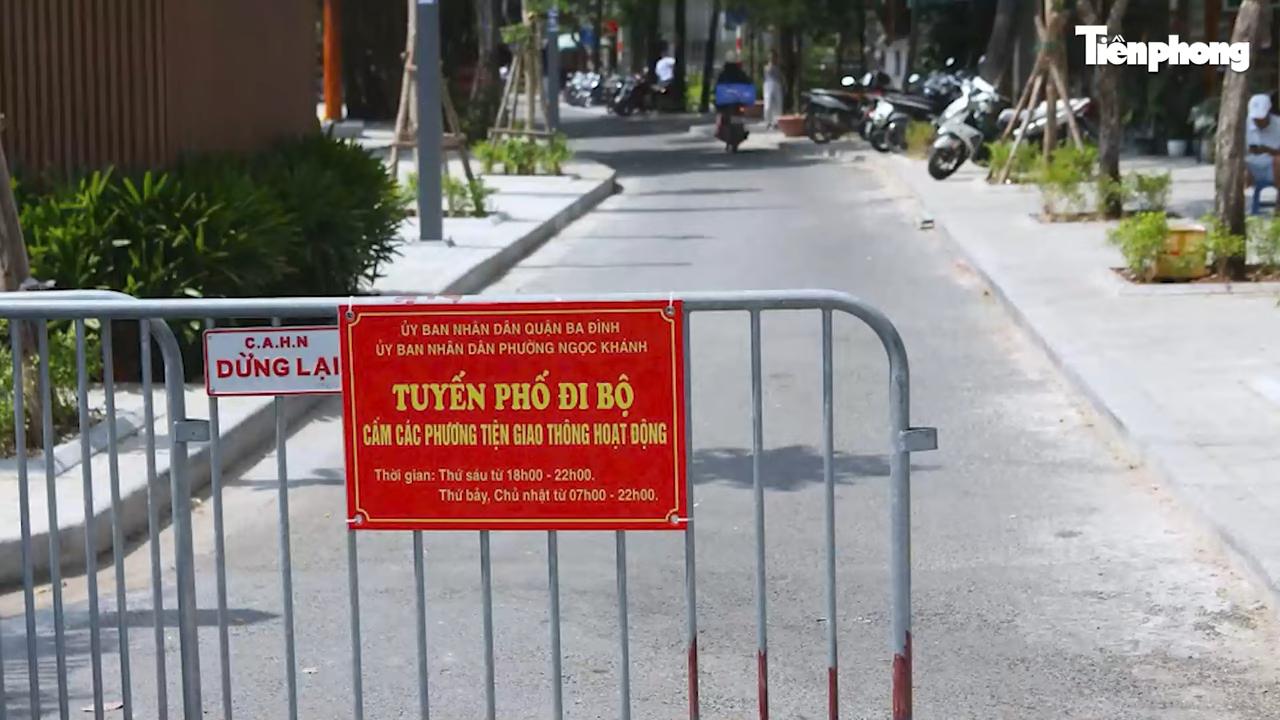 Tiềnphong
C.A.H.N
DỪNG LẠI
ỦY BAN NHÂN DÂN QUẬN BA ĐÌNH
ỦY BAN NHÂN DÂN PHƯỜNG NGỌC KHÁNH
TUYẾN PHỐ ĐI BỘ
CẤM CÁC PHƯƠNG TIỆN GIAO THÔNG HOẠT ĐỘNG
Thời gian: Thứ sáu từ 18h00 - 22h00.
Thứ bảy, Chủ nhật từ 07h00 - 22h00.